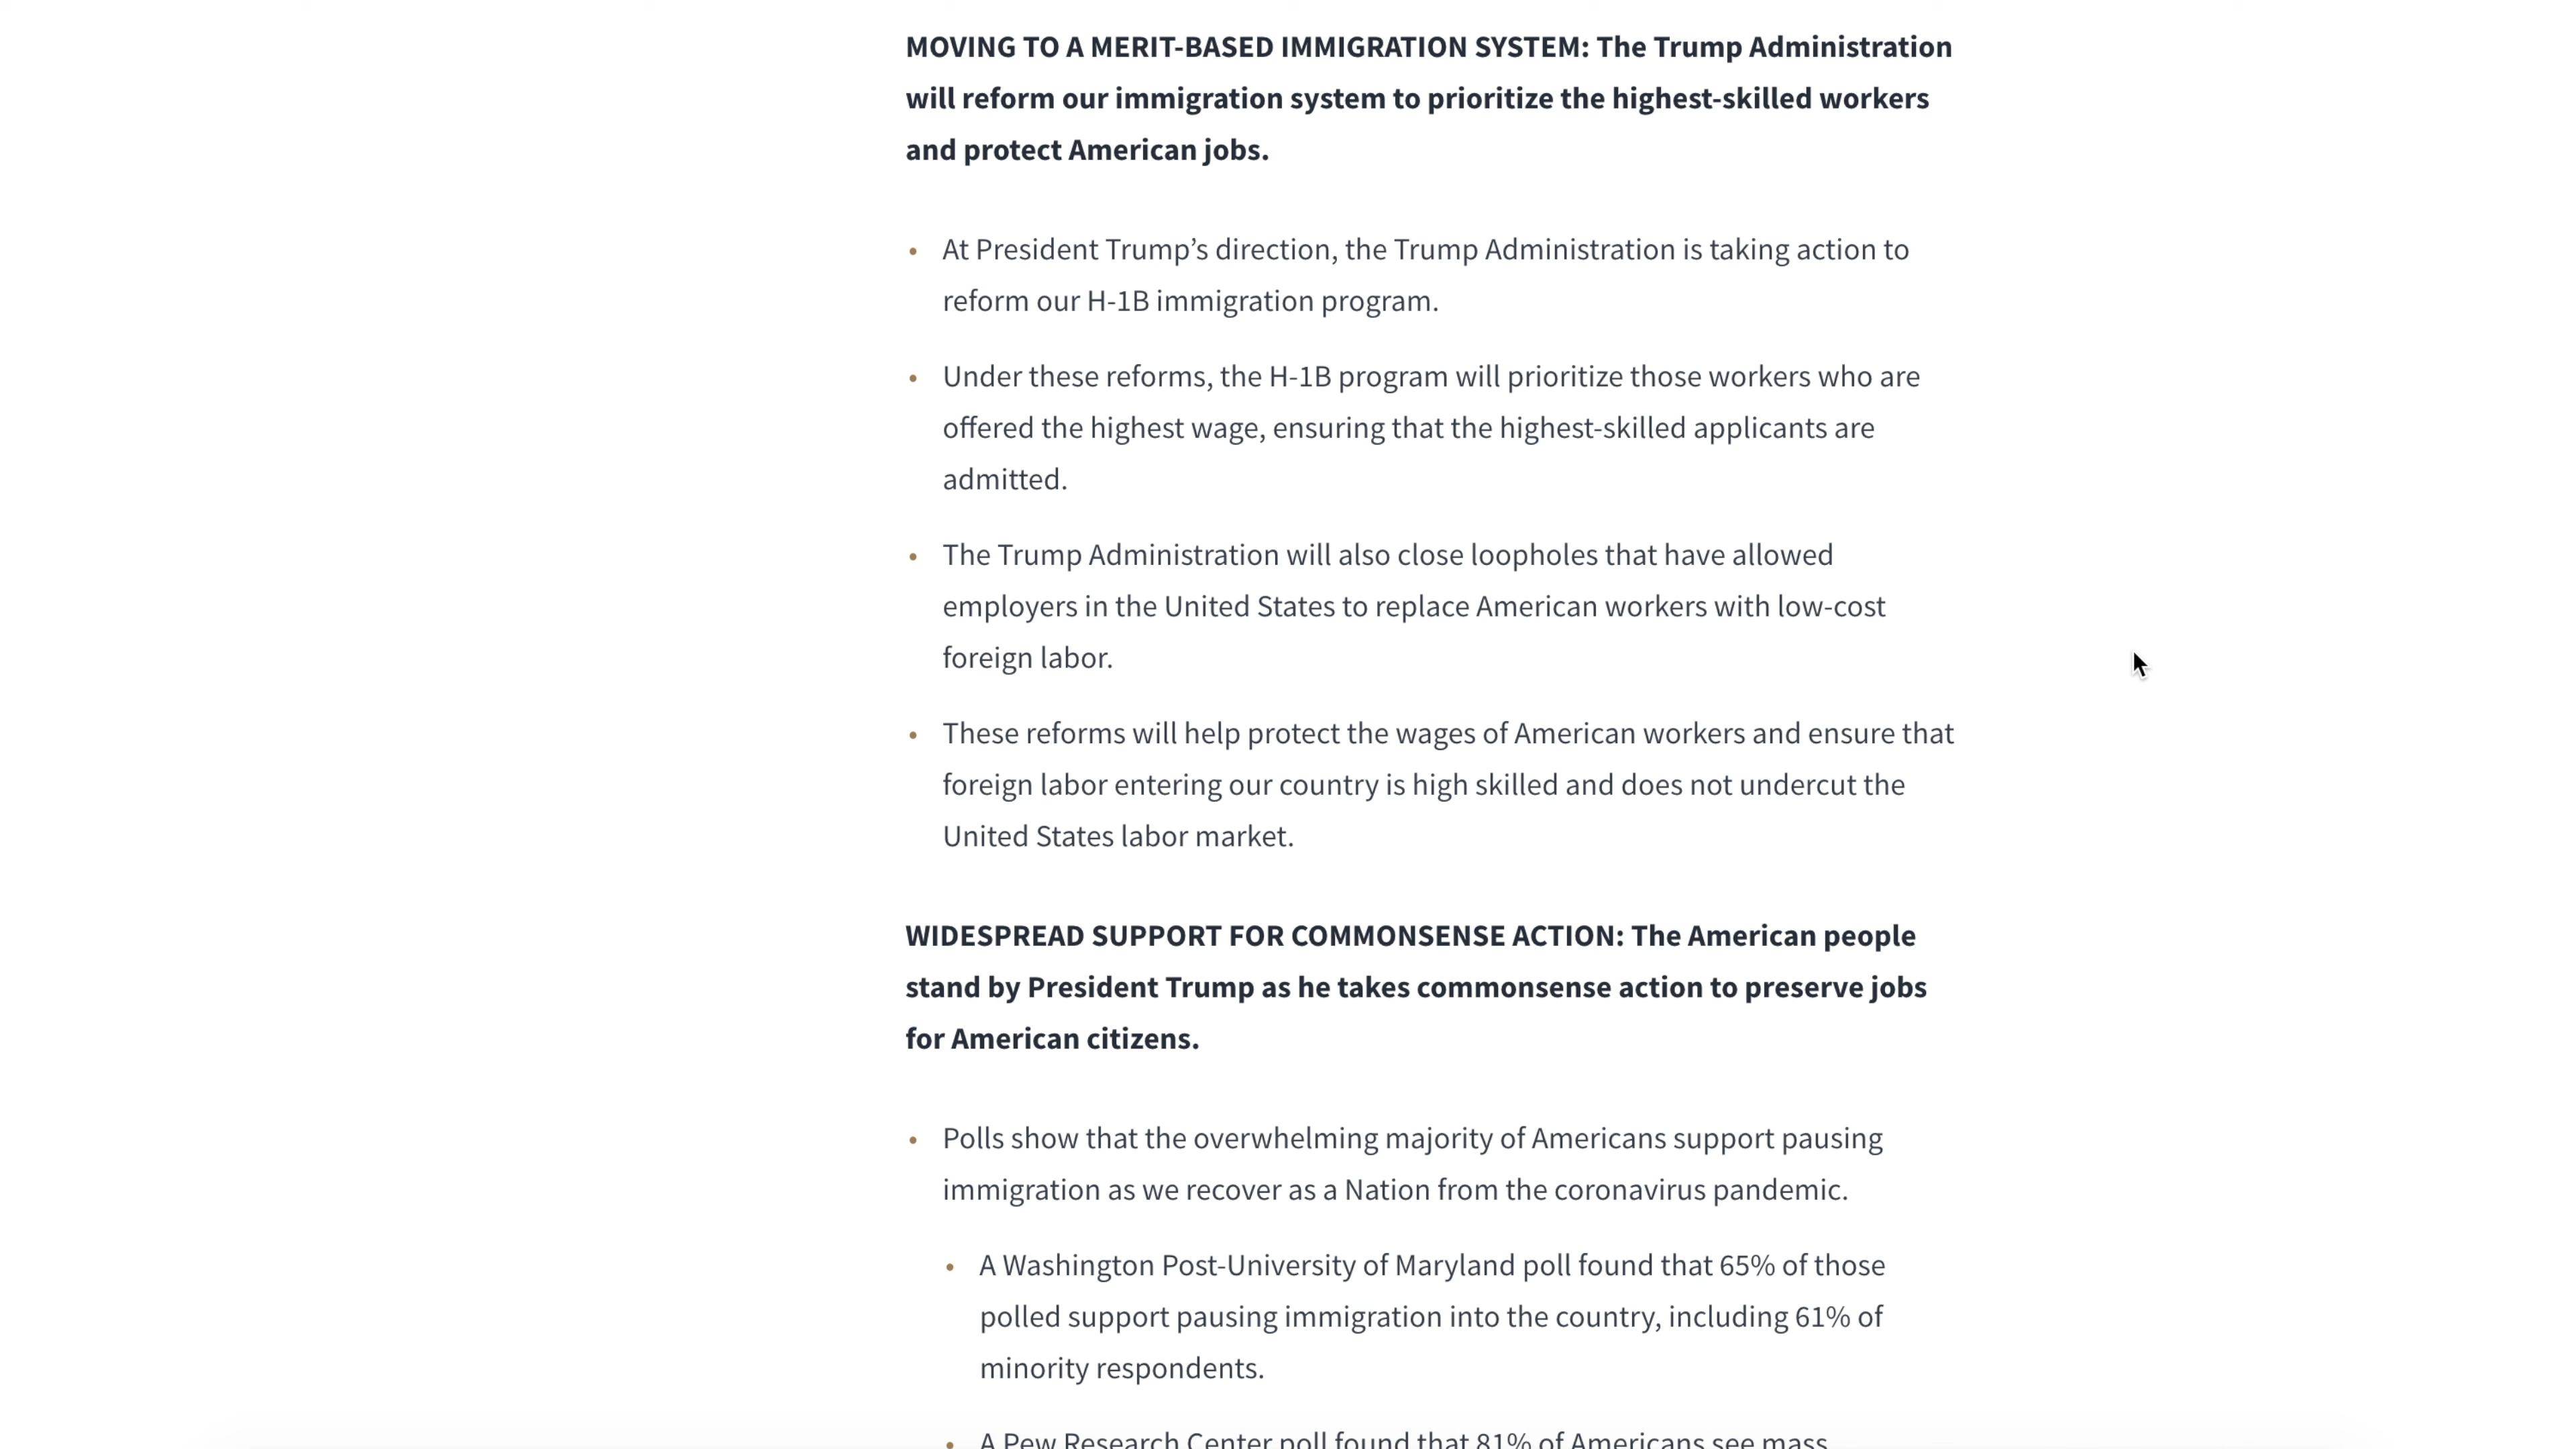 MOVING TO A MERIT-BASED IMMIGRATION SYSTEM: The Trump Administration
will reform our immigration system to prioritize the highest-skilled workers
and protect American jobs.
• At President Trump’s direction, the Trump Administration is taking action to
reform our H-1B immigration program.
• Under these reforms, the H-1B program will prioritize those workers who are
offered the highest wage, ensuring that the highest-skilled applicants are
admitted.
• The Trump Administration will also close loopholes that have allowed
employers in the United States to replace American workers with low-cost
foreign labor.
• These reforms will help protect the wages of American workers and ensure that
foreign labor entering our country is high skilled and does not undercut the
United States labor market.
WIDESPREAD SUPPORT FOR COMMONSENSE ACTION: The American people
stand by President Trump as he takes commonsense action to preserve jobs
for American citizens.
• Polls show that the overwhelming majority of Americans support pausing
immigration as we recover as a Nation from the coronavirus pandemic.
• A Washington Post-University of Maryland poll found that 65% of those
polled support pausing immigration into the country, including 61% of
minority respondents.
• A Pew Research Center poll found that 81% of Americans see mass